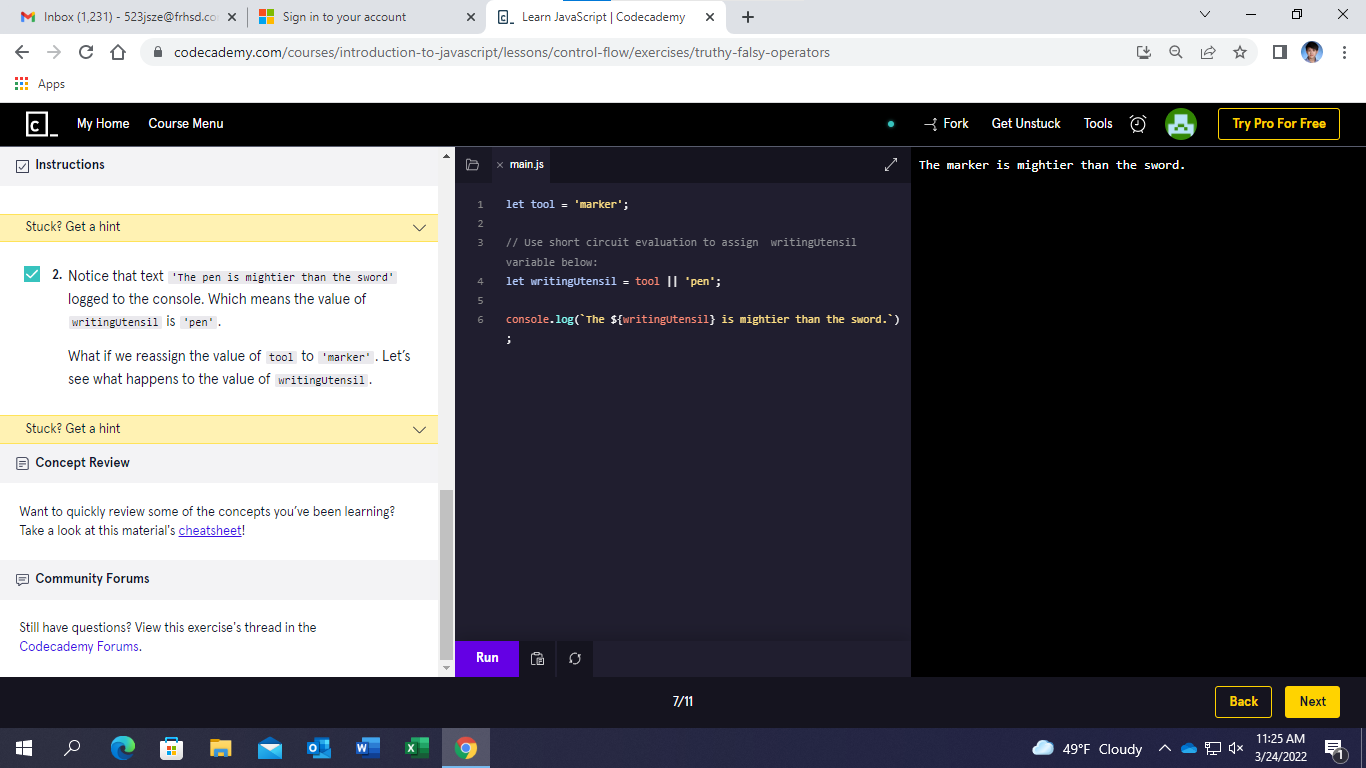 Inbox (1,231) - 523jsze@frhsd.co
Sign in to your account
Learn JavaScript | Codecademy
codecademy.com/courses/introduction-to-javascript/lessons/control-flow/exercises/truthy-falsy-operators
Apps
c_
My Home
Course Menu
Fork
Get Unstuck
Tools
Try Pro For Free
Instructions
Stuck? Get a hint
2. Notice that text 'The pen is mightier than the sword'
logged to the console. Which means the value of
writingUtensil is 'pen'.
What if we reassign the value of tool to 'marker'. Let's
see what happens to the value of writingUtensil.
Stuck? Get a hint
Concept Review
Want to quickly review some of the concepts you've been learning?
Take a look at this material's cheatsheet!
Community Forums
Still have questions? View this exercise's thread in the
Codecademy Forums.
main.js
1 let tool = 'marker';
2
3 // Use short circuit evaluation to assign  writingUtensil
variable below:
4 let writingUtensil = tool || 'pen';
5
6 console.log(`The ${writingUtensil} is mightier than the sword.`)
;
Run
The marker is mightier than the sword.
7/11
Back
Next
49°F Cloudy
11:25 AM
3/24/2022
1